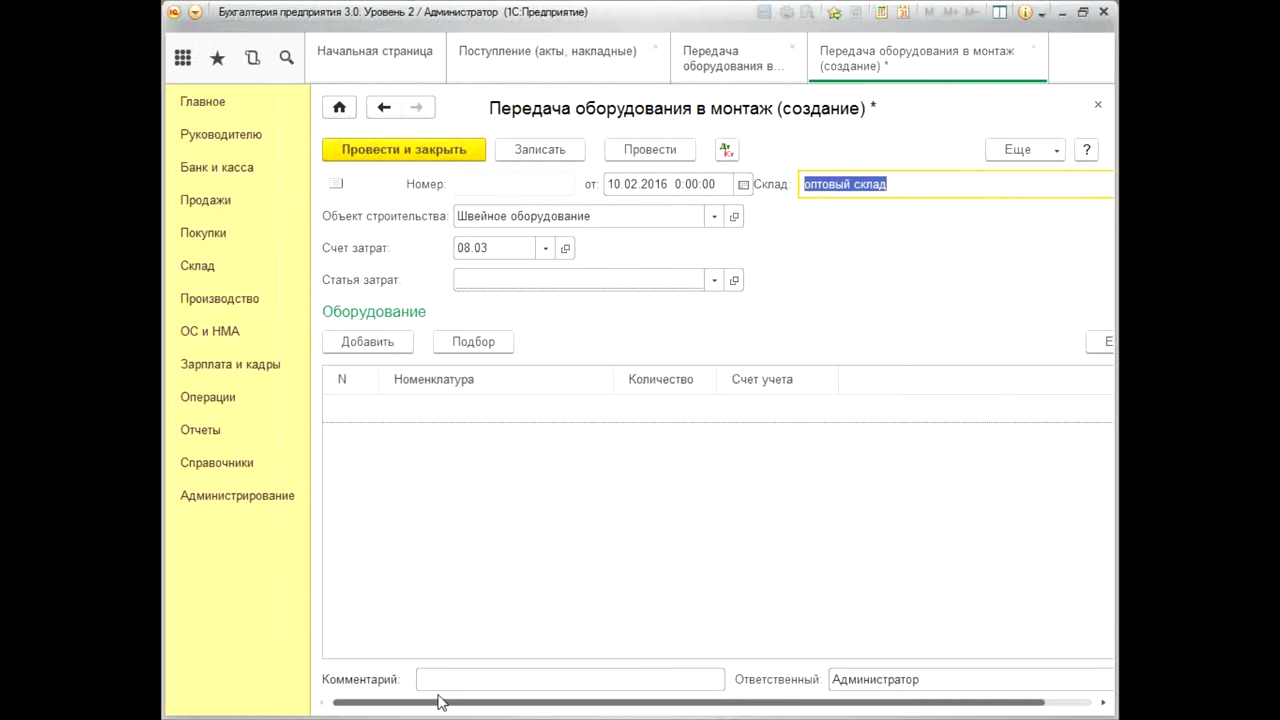 Бухгалтерия предприятия 3.0. Уровень 2 / Администратор (1С:Предприятие)
M M+ M-
Начальная страница
Поступление (акты, накладные)
Передача
оборудования в...
Передача оборудования в монтаж
(создание) *
Главное
Руководителю
Банк и касса
Продажи
Покупки
Склад
Производство
ОС и НМА
Зарплата и кадры
Операции
Отчеты
Справочники
Администрирование
Передача оборудования в монтаж (создание) *
Провести и закрыть
Записать
Провести
Дт
Кт
Еще
?
Номер:
от: 10.02.2016 0:00:00
Склад: оптовый склад
Объект строительства: Швейное оборудование
Счет затрат: 08.03
Статья затрат:
Оборудование
Добавить
Подбор
Е
N Номенклатура Количество Счет учета
Комментарий:
Ответственный: Администратор